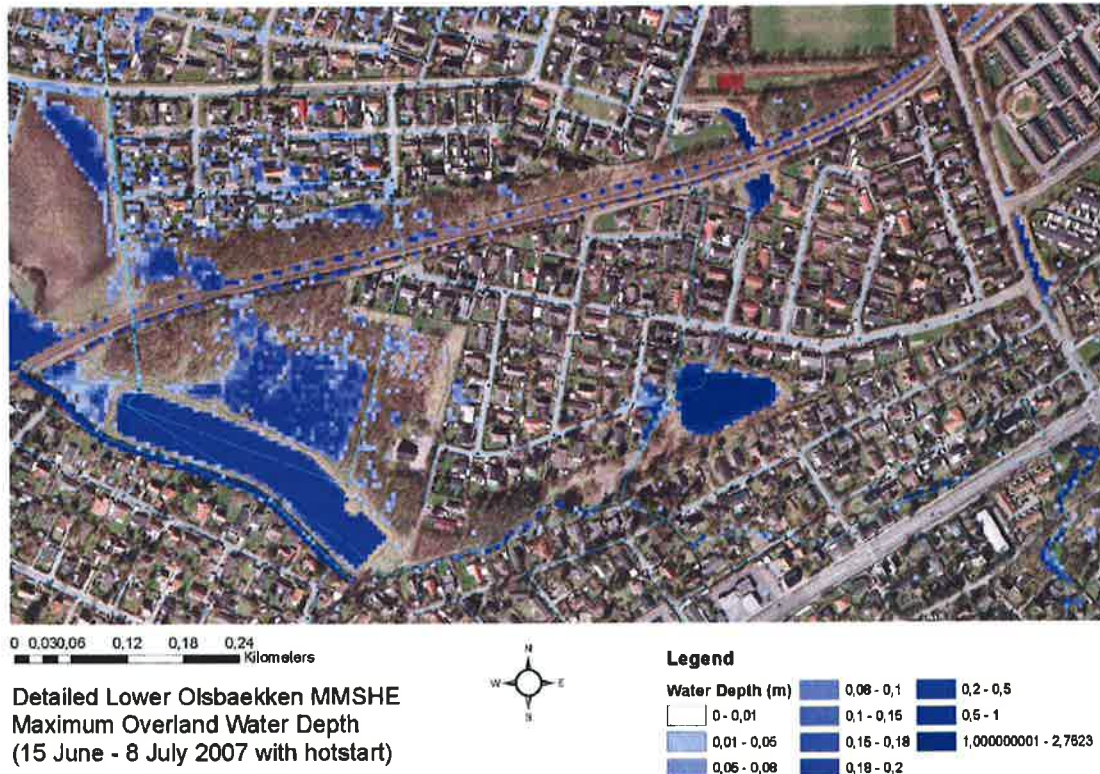 0 0,030,06 0,12 0,18 0,24
Kilometers
N
W E
S
Detailed Lower Olsbaekken MMSHE
Maximum Overland Water Depth
(15 June - 8 July 2007 with hotstart)
Legend
Water Depth (m)
0 - 0,01
0,01 - 0,05
0,05 - 0,08
0,08 - 0,1
0,1 - 0,15
0,15 - 0,18
0,18 - 0,2
0,2 - 0,5
0,5 - 1
1,000000001 - 2,7623